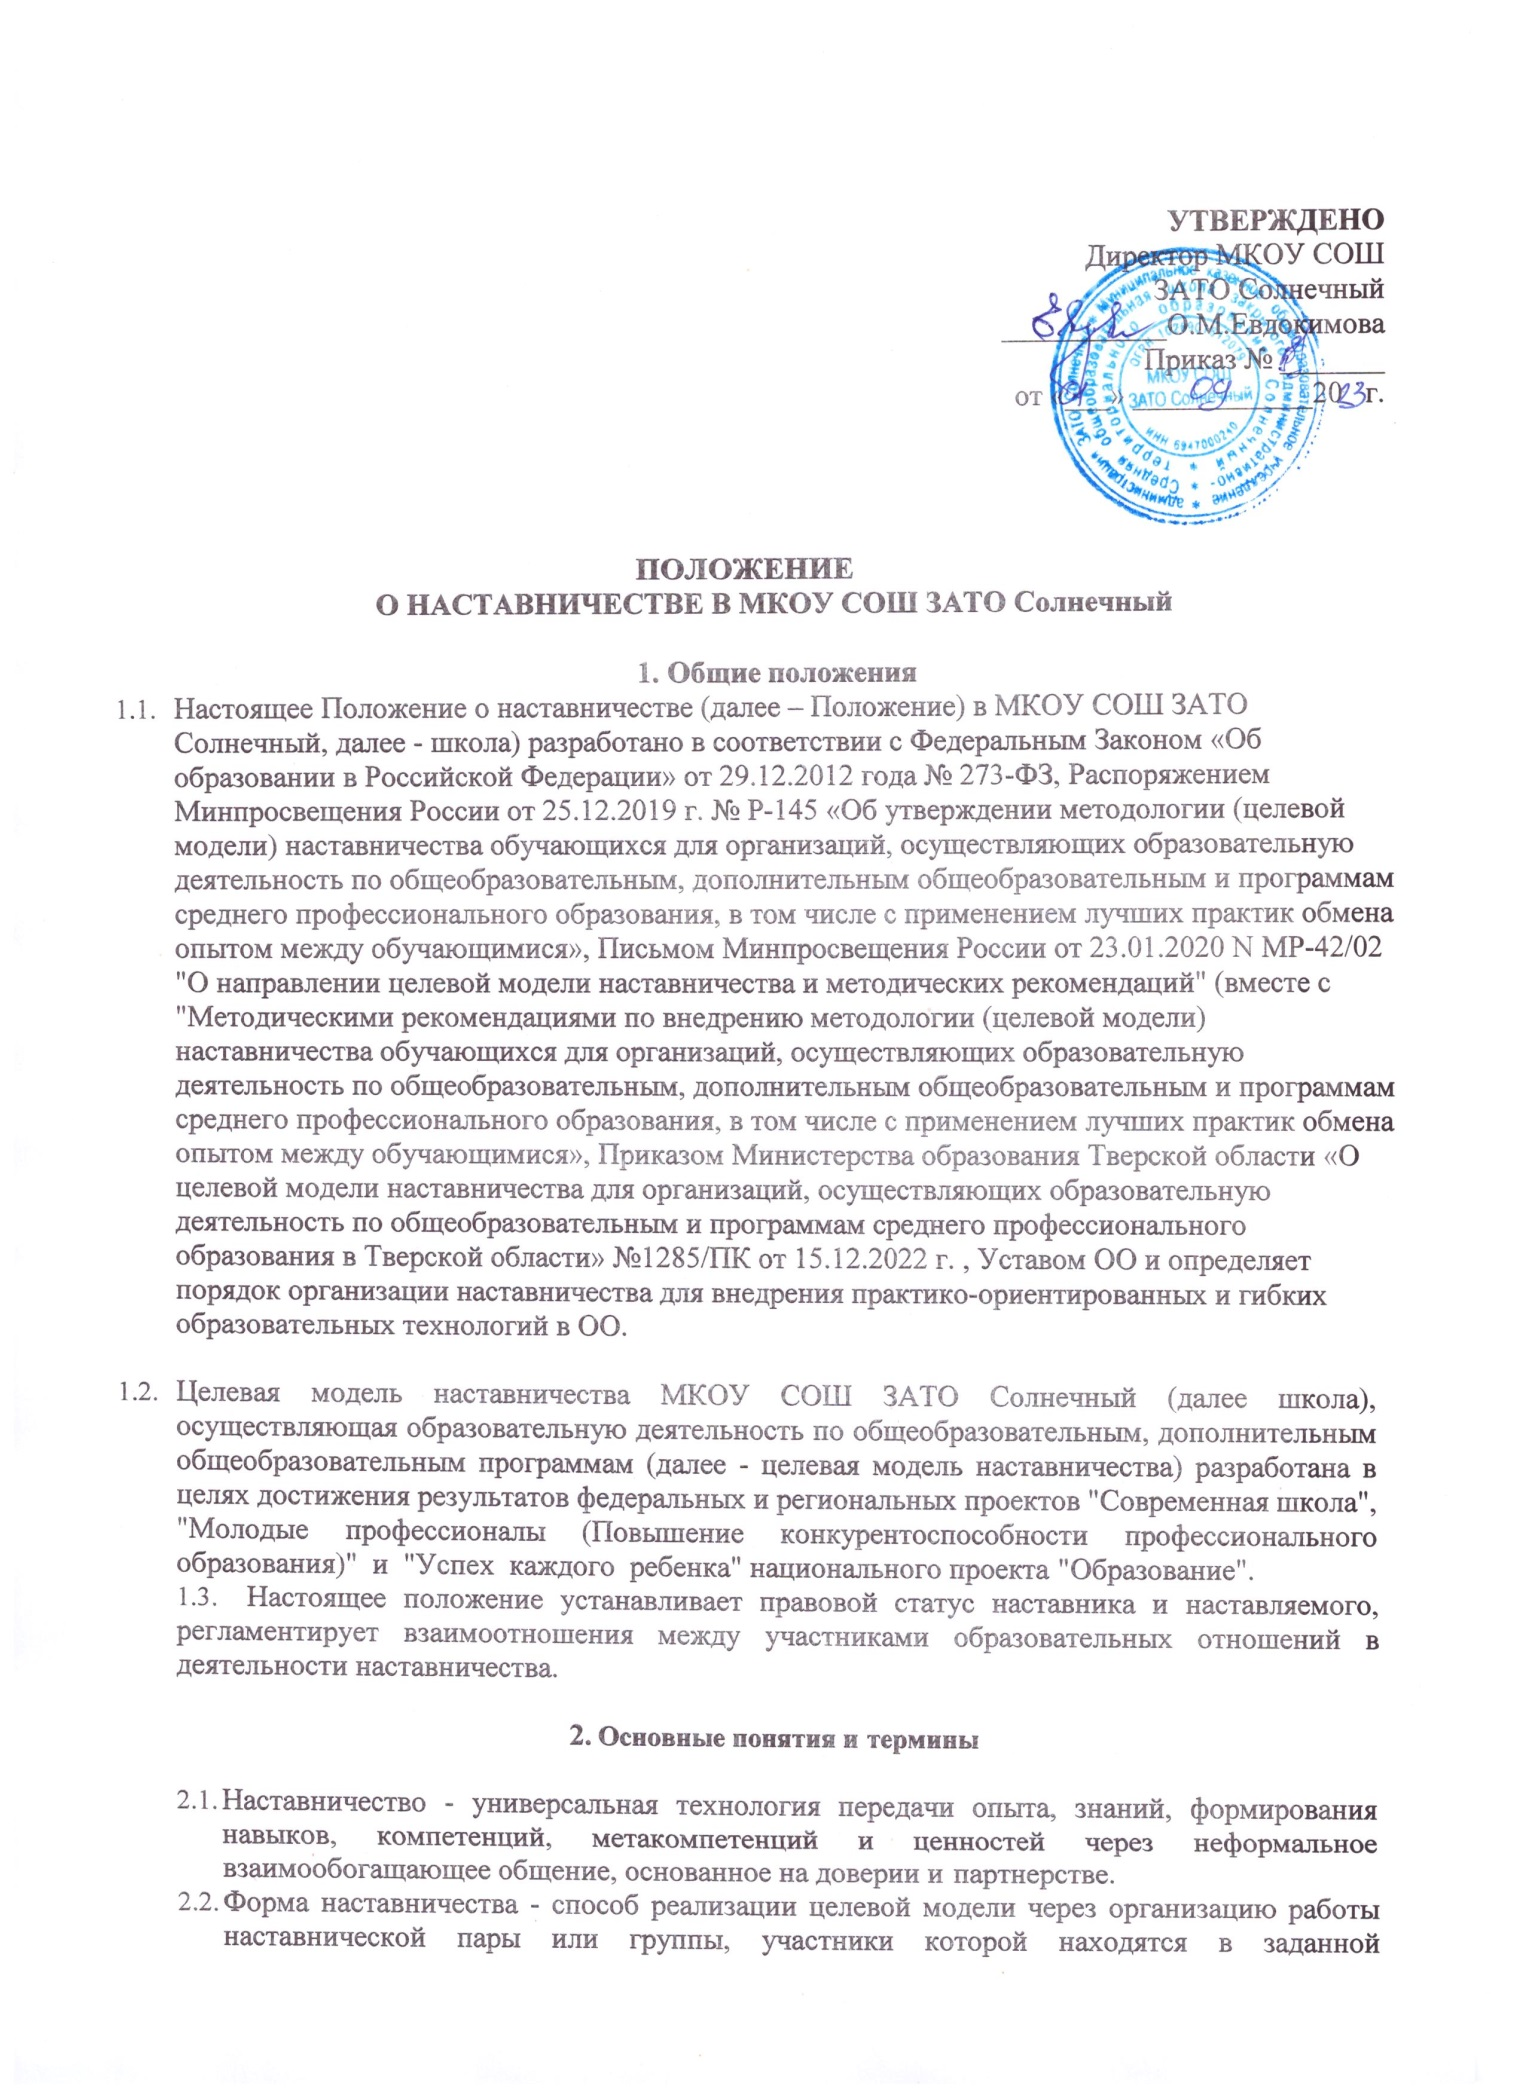 УТВЕРЖДЕНО
Директор МКОУ СОШ
ЗАТО Солнечный
О.М.Евдокимова
Приказ №
от « 01 » 09 2023г.
МКОУ СОШ
ЗАТО Солнечный
ИНН 6947000240
ПОЛОЖЕНИЕ
О НАСТАВНИЧЕСТВЕ В МКОУ СОШ ЗАТО Солнечный
1. Общие положения
1.1. Настоящее Положение о наставничестве (далее – Положение) в МКОУ СОШ ЗАТО
Солнечный, далее - школа) разработано в соответствии с Федеральным Законом «Об
образовании в Российской Федерации» от 29.12.2012 года № 273-ФЗ, Распоряжением
Минпросвещения России от 25.12.2019 г. № Р-145 «Об утверждении методологии (целевой
модели) наставничества обучающихся для организаций, осуществляющих образовательную
деятельность по общеобразовательным, дополнительным общеобразовательным и программам
среднего профессионального образования, в том числе с применением лучших практик обмена
опытом между обучающимися», Письмом Минпросвещения России от 23.01.2020 N МР-42/02
"О направлении целевой модели наставничества и методических рекомендаций" (вместе с
"Методическими рекомендациями по внедрению методологии (целевой модели)
наставничества обучающихся для организаций, осуществляющих образовательную
деятельность по общеобразовательным, дополнительным общеобразовательным и программам
среднего профессионального образования, в том числе с применением лучших практик обмена
опытом между обучающимися», Приказом Министерства образования Тверской области «О
целевой модели наставничества для организаций, осуществляющих образовательную
деятельность по общеобразовательным и программам среднего профессионального
образования в Тверской области» №1285/ПК от 15.12.2022 г. , Уставом ОО и определяет
порядок организации наставничества для внедрения практико-ориентированных и гибких
образовательных технологий в ОО.
1.2. Целевая модель наставничества МКОУ СОШ ЗАТО Солнечный (далее школа),
осуществляющая образовательную деятельность по общеобразовательным, дополнительным
общеобразовательным программам (далее - целевая модель наставничества) разработана в
целях достижения результатов федеральных и региональных проектов "Современная школа",
"Молодые профессионалы (Повышение конкурентоспособности профессионального
образования)" и "Успех каждого ребенка" национального проекта "Образование".
1.3. Настоящее положение устанавливает правовой статус наставника и наставляемого,
регламентирует взаимоотношения между участниками образовательных отношений в
деятельности наставничества.
2. Основные понятия и термины
2.1. Наставничество - универсальная технология передачи опыта, знаний, формирования
навыков, компетенций, метакомпетенций и ценностей через неформальное
взаимообогащающее общение, основанное на доверии и партнерстве.
2.2. Форма наставничества - способ реализации целевой модели через организацию работы
наставнической пары или группы, участники которой находятся в заданной